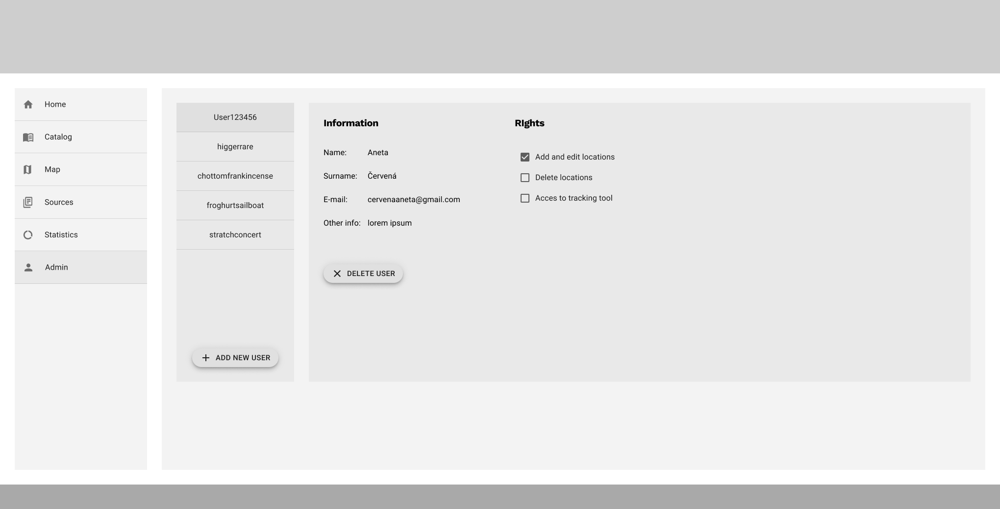 Home
Catalog
Map
Sources
Statistics
Admin
User123456
higgerrare
chottomfrankincense
froghurtsailboat
stratchconcert
ADD NEW USER
Information
Name: Aneta
Surname: Červená
E-mail: cervenaaneta@gmail.com
Other info: lorem ipsum
DELETE USER
RIghts
Add and edit locations
Delete locations
Acces to tracking tool